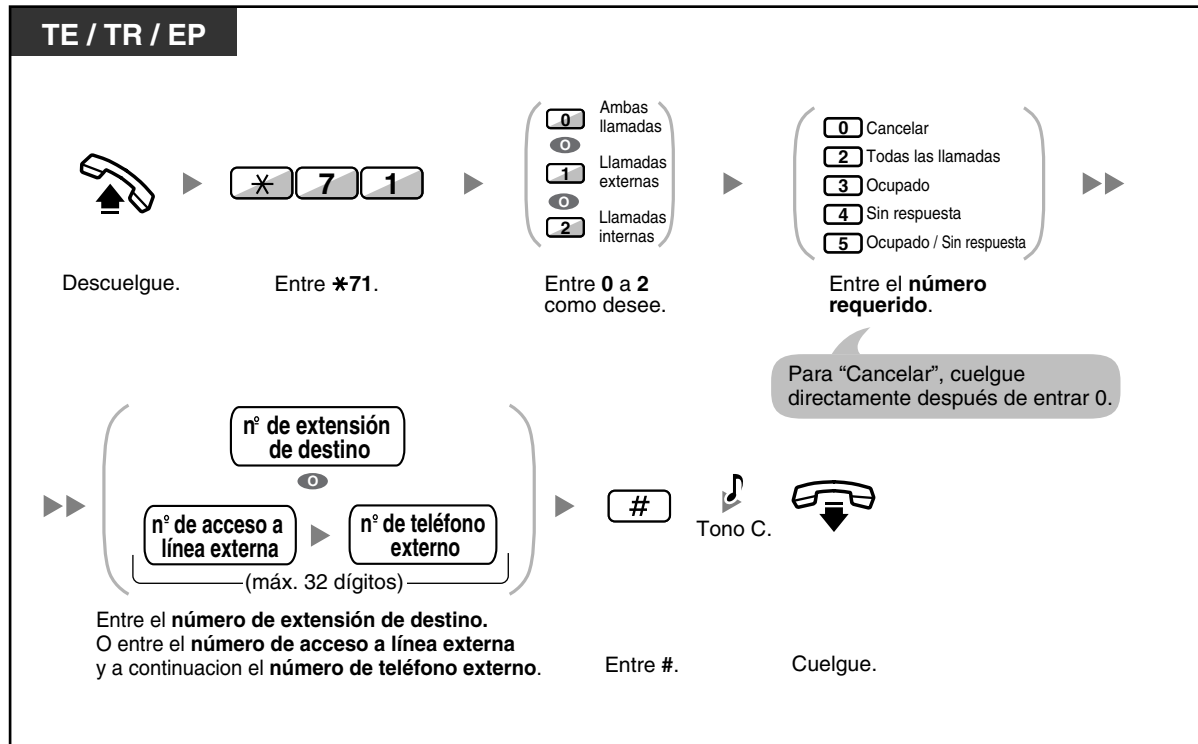 TE / TR / EP
0 Ambas llamadas
O
1 Llamadas externas
O
2 Llamadas internas
0 Cancelar
2 Todas las llamadas
3 Ocupado
4 Sin respuesta
5 Ocupado / Sin respuesta
* 7 1
Descuelgue.
Entre *71.
Entre 0 a 2
como desee.
Entre el número
requerido.
Para “Cancelar”, cuelgue
directamente después de entrar 0.
nº de extensión
de destino
O
nº de acceso a
línea externa
nº de teléfono
externo
(máx. 32 dígitos)
#
Tono C.
Entre el número de extensión de destino.
O entre el número de acceso a línea externa
y a continuacion el número de teléfono externo.
Entre #.
Cuelgue.